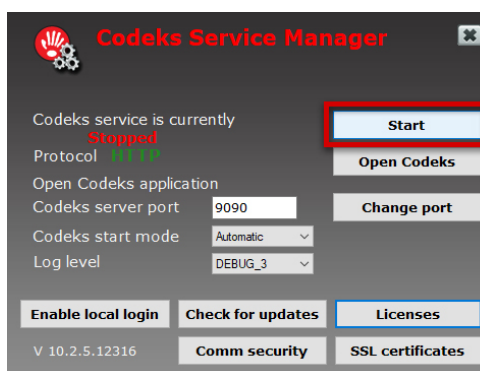 Codeks Service Manager
Codeks service is currently
Stopped
Start
Protocol HTTP
Open Codeks
Open Codeks application
Codeks server port 9090
Change port
Codeks start mode Automatic
Log level DEBUG_3
Enable local login
Check for updates
Licenses
V 10.2.5.12316
Comm security
SSL certificates